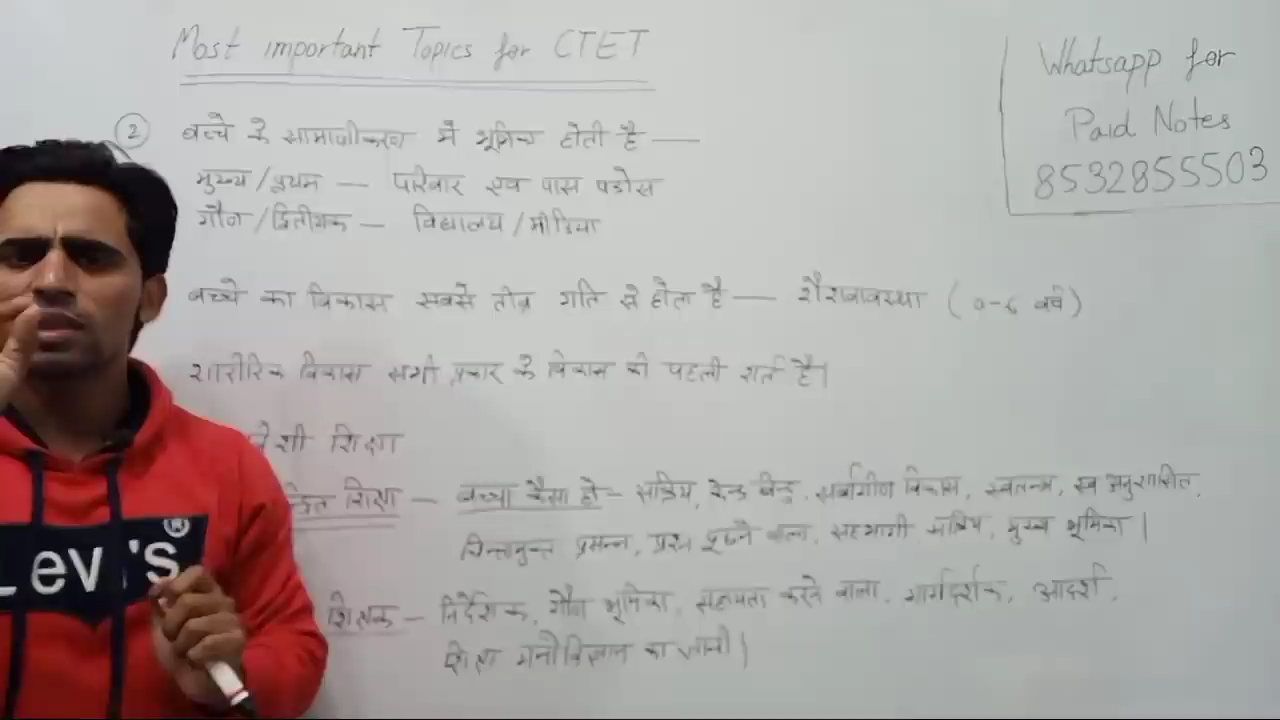 Most important Topics for CTET
Whatsapp for
Paid Notes
8532855503
2 बच्चे के सामाजीकरण में भूमिका होती है —
मुख्य/प्रथम — परिवार एव पास पडोस
गौण/द्वितीयक — विद्यालय/मीडिया
बच्चे का विकास सबसे तीव्र गति से होता है — शैशवावस्था (0-6 वर्ष)
शारीरिक विकास सभी प्रकार के विकास की पहली शर्त है।
वेशी शिक्षा
शिक्षा — बच्चा कैसा हो — सक्रिय, केन्द्र बिन्दु, सर्वांगीण विकास, स्वतन्त्र, स्व अनुशासित,
चिन्तामुक्त प्रसन्न, प्रश्न पूछने वाला, सहभागी सक्रिय, मुख्य भूमिका।
शिक्षक — निर्देशक, गौण भूमिका, सहायता करने वाला, मार्गदर्शक, आदर्श,
शिक्षा मनोविज्ञान का ज्ञानी।
Levi's ®